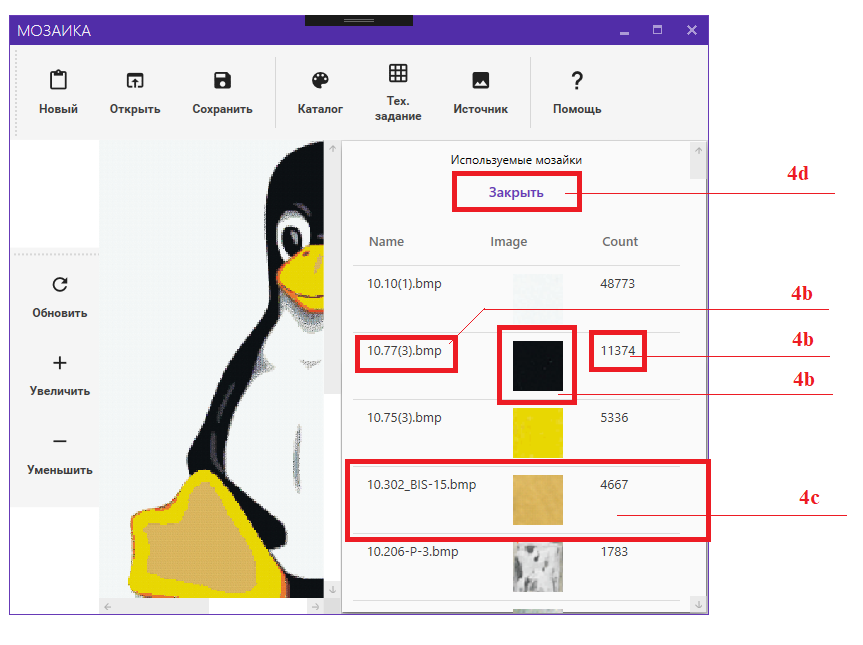 МОЗАИКА
Новый
Открыть
Сохранить
Каталог
Тех.
задание
Источник
Помощь
Обновить
Увеличить
Уменьшить
Используемые мозайки
Закрыть
4d
Name Image Count
10.10(1).bmp 48773
4b
10.77(3).bmp 11374
4b
4b
10.75(3).bmp 5336
10.302_BIS-15.bmp 4667
4c
10.206-P-3.bmp 1783